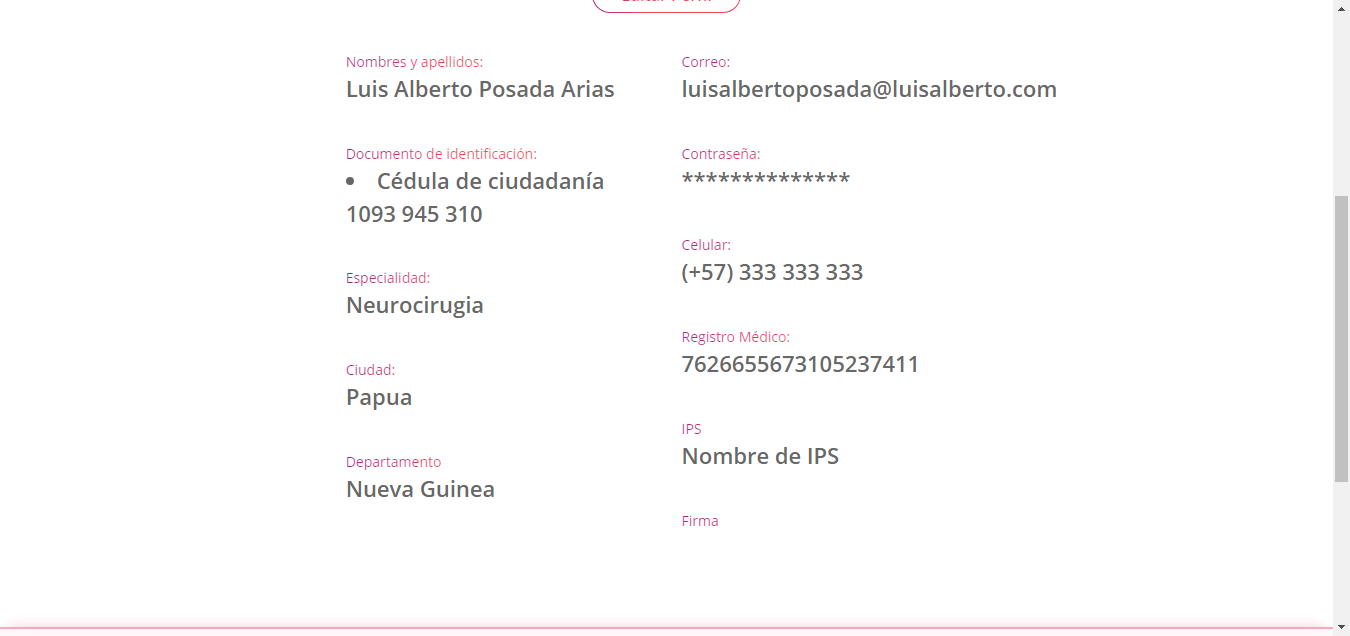 Nombres y apellidos:
Luis Alberto Posada Arias
Documento de identificación:
• Cédula de ciudadanía
1093 945 310
Especialidad:
Neurocirugia
Ciudad:
Papua
Departamento
Nueva Guinea
Correo:
luisalbertoposada@luisalberto.com
Contraseña:
**************
Celular:
(+57) 333 333 333
Registro Médico:
7626655673105237411
IPS
Nombre de IPS
Firma